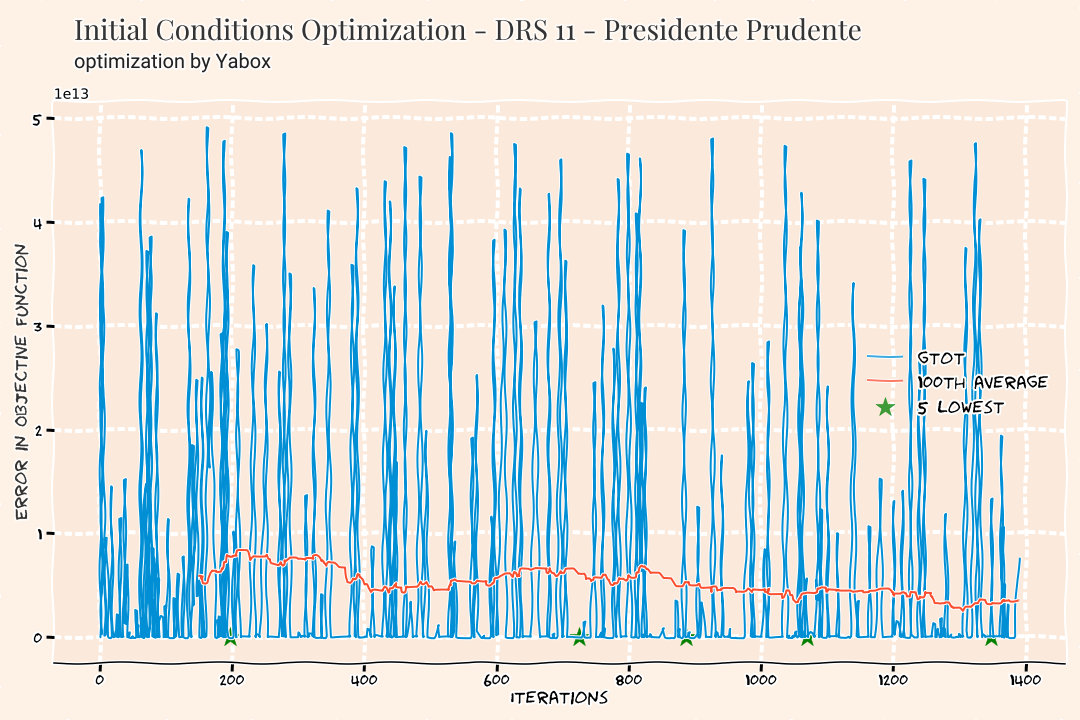 Initial Conditions Optimization - DRS 11 - Presidente Prudente
optimization by Yabox
1e13
5
4
3
2
1
0
ERROR IN OBJECTIVE FUNCTION
GTOT
100TH AVERAGE
5 LOWEST
0 200 400 600 800 1000 1200 1400
ITERATIONS